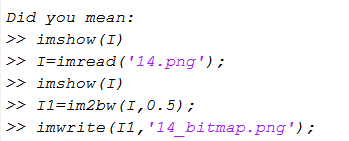 Did you mean:
>> imshow(I)
>> I=imread('14.png');
>> imshow(I)
>> I1=im2bw(I,0.5);
>> imwrite(I1,'14_bitmap.png');